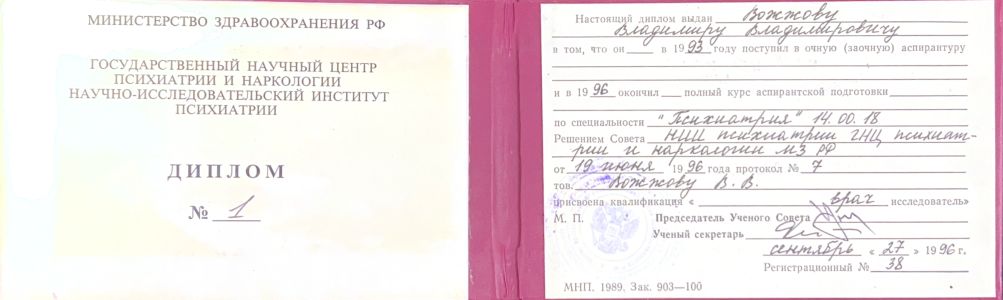 МИНИСТЕРСТВО ЗДРАВООХРАНЕНИЯ РФ
ГОСУДАРСТВЕННЫЙ НАУЧНЫЙ ЦЕНТР
ПСИХИАТРИИ И НАРКОЛОГИИ
НАУЧНО-ИССЛЕДОВАТЕЛЬСКИЙ ИНСТИТУТ
ПСИХИАТРИИ
ДИПЛОМ
№ 1
Настоящий диплом выдан Вожжову
Владимиру Владимировичу
в том, что он в 1993 году поступил в очную (заочную) аспирантуру
и в 1996 окончил полный курс аспирантской подготовки
по специальности "Психиатрия" 14.00.18
Решением Совета НИИ психиатрии ГНЦ психиат-
рии и наркологии МЗ РФ
от 19 июня 1996 года протокол № 7
тов. Вожжову В. В.
присвоена квалификация « врач исследователь»
М. П. Председатель Ученого Совета
Ученый секретарь
сентябрь « 27 » 1996 г.
Регистрационный № 38
МНП. 1989. Зак. 903—100